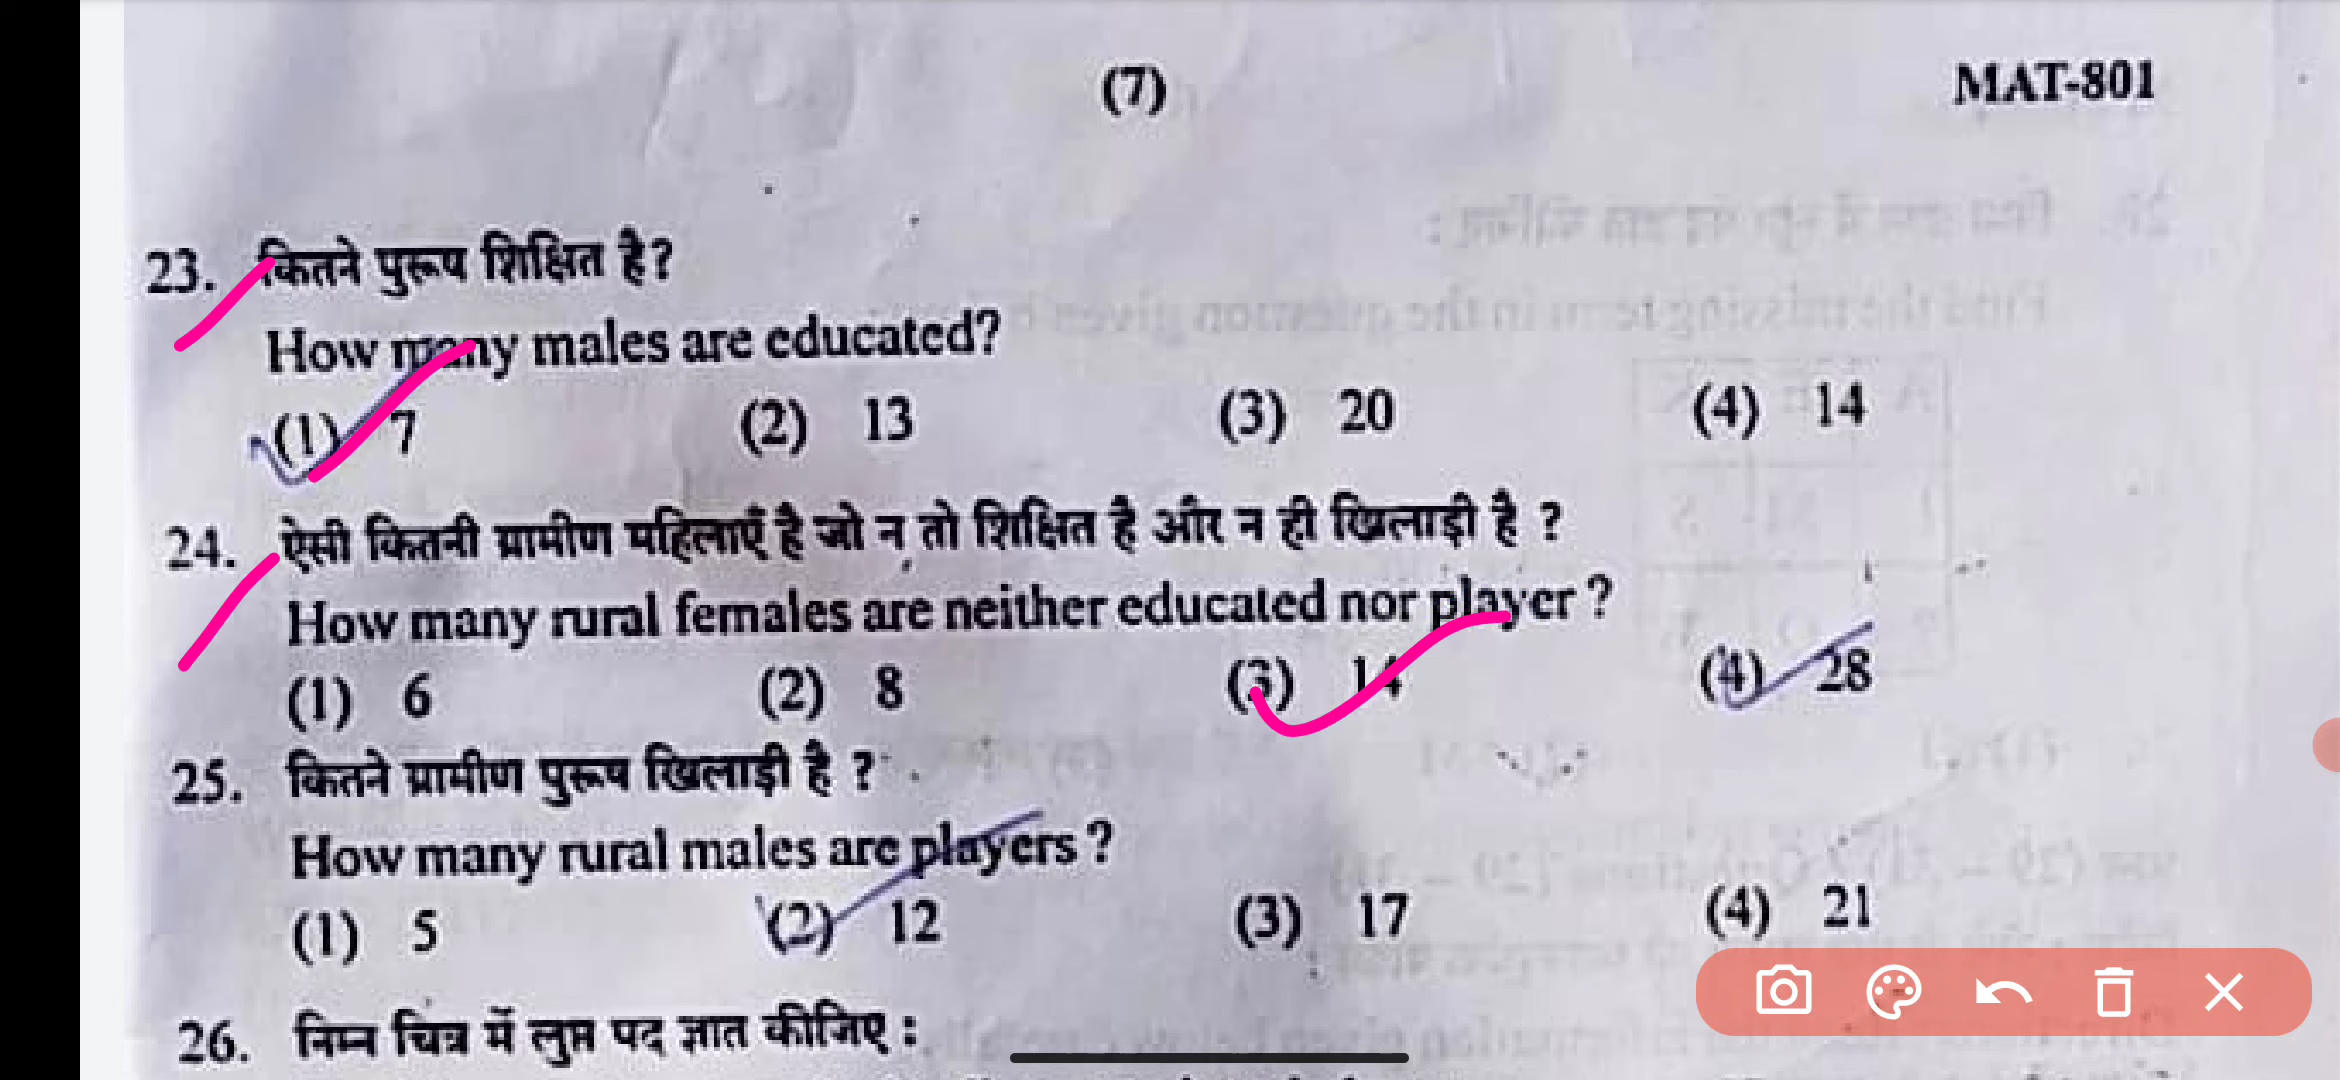 (7)
MAT-801
23. कितने पुरूष शिक्षित है?
How many males are educated?
(1) 7 (2) 13 (3) 20 (4) 14
24. ऐसी कितनी ग्रामीण महिलाएँ है जो न तो शिक्षित है और न ही खिलाड़ी है ?
How many rural females are neither educated nor player ?
(1) 6 (2) 8 (3) 14 (4) 28
25. कितने ग्रामीण पुरूष खिलाड़ी है ?
How many rural males are players ?
(1) 5 (2) 12 (3) 17 (4) 21
26. निम्न चित्र में लुप्त पद ज्ञात कीजिए :